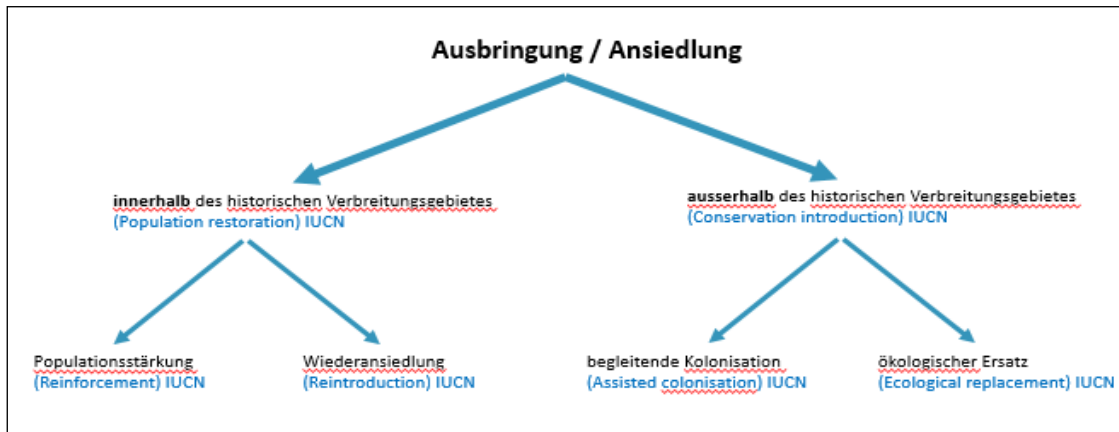 Ausbringung / Ansiedlung
innerhalb des historischen Verbreitungsgebietes
(Population restoration) IUCN
ausserhalb des historischen Verbreitungsgebietes
(Conservation introduction) IUCN
Populationsstärkung
(Reinforcement) IUCN
Wiederansiedlung
(Reintroduction) IUCN
begleitende Kolonisation
(Assisted colonisation) IUCN
ökologischer Ersatz
(Ecological replacement) IUCN